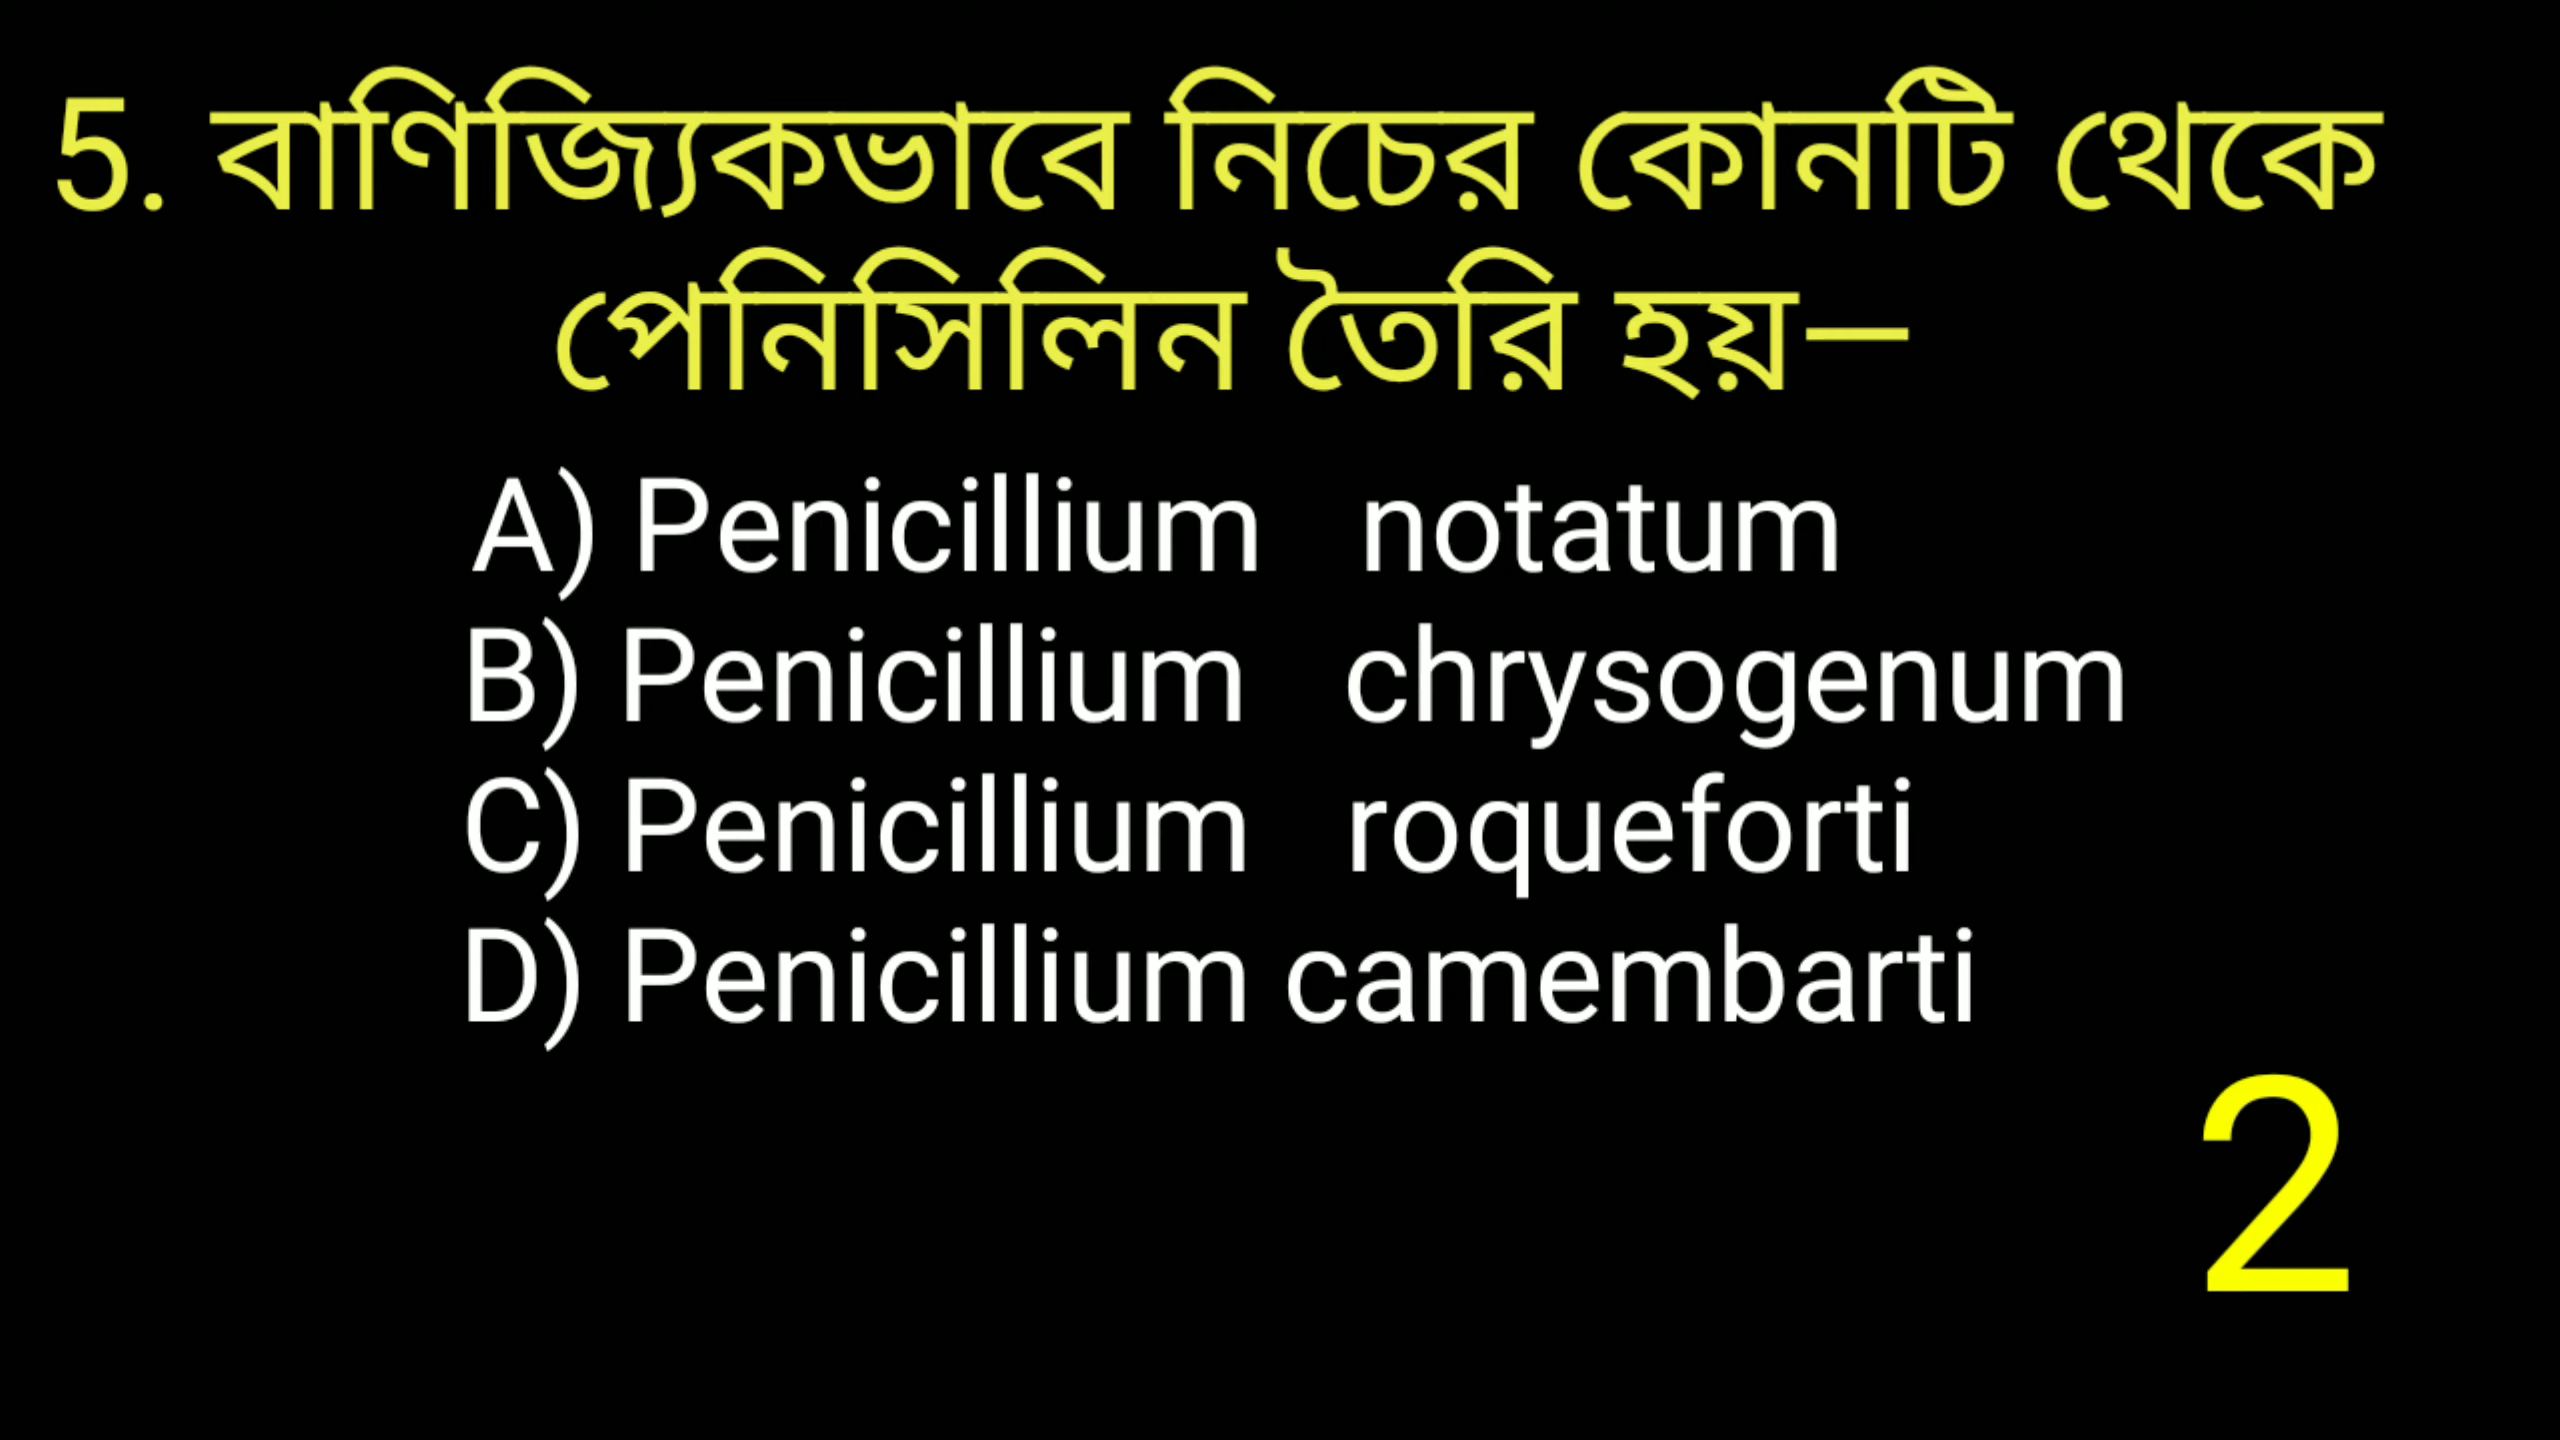 5. বাণিজ্যিকভাবে নিচের কোনটি থেকে
পেনিসিলিন তৈরি হয়—
A) Penicillium notatum
B) Penicillium chrysogenum
C) Penicillium roqueforti
D) Penicillium camembarti
2